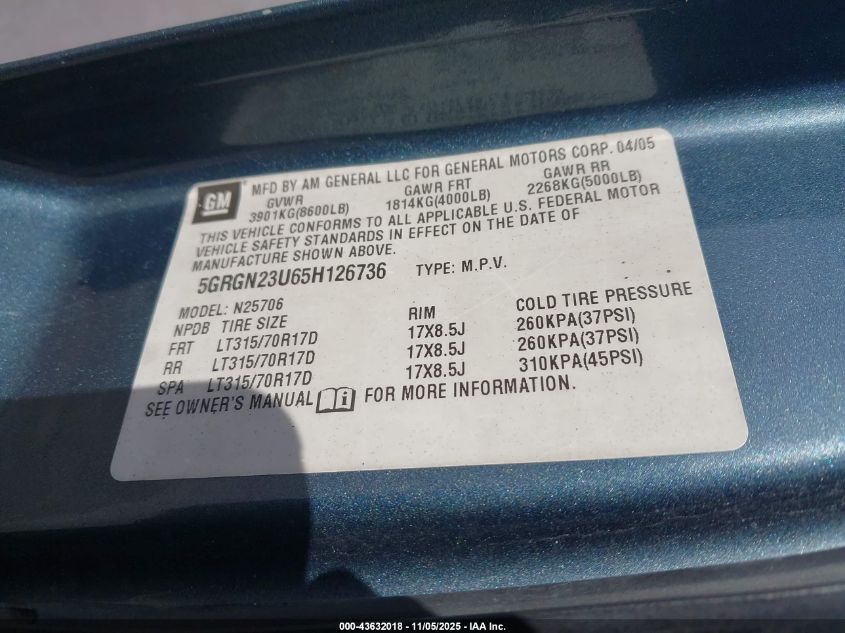 GM
MFD BY AM GENERAL LLC FOR GENERAL MOTORS CORP. 04/05
GVWR GAWR FRT GAWR RR
3901KG(8600LB) 1814KG(4000LB) 2268KG(5000LB)
THIS VEHICLE CONFORMS TO ALL APPLICABLE U.S. FEDERAL MOTOR
VEHICLE SAFETY STANDARDS IN EFFECT ON THE DATE OF
MANUFACTURE SHOWN ABOVE.
5GRGN23U65H126736 TYPE: M.P.V.
MODEL: N25706
NPDB TIRE SIZE RIM COLD TIRE PRESSURE
FRT LT315/70R17D 17X8.5J 260KPA(37PSI)
RR LT315/70R17D 17X8.5J 260KPA(37PSI)
SPA LT315/70R17D 17X8.5J 310KPA(45PSI)
SEE OWNER'S MANUAL i FOR MORE INFORMATION.
000-43632018 - 11/05/2025 - IAA Inc.